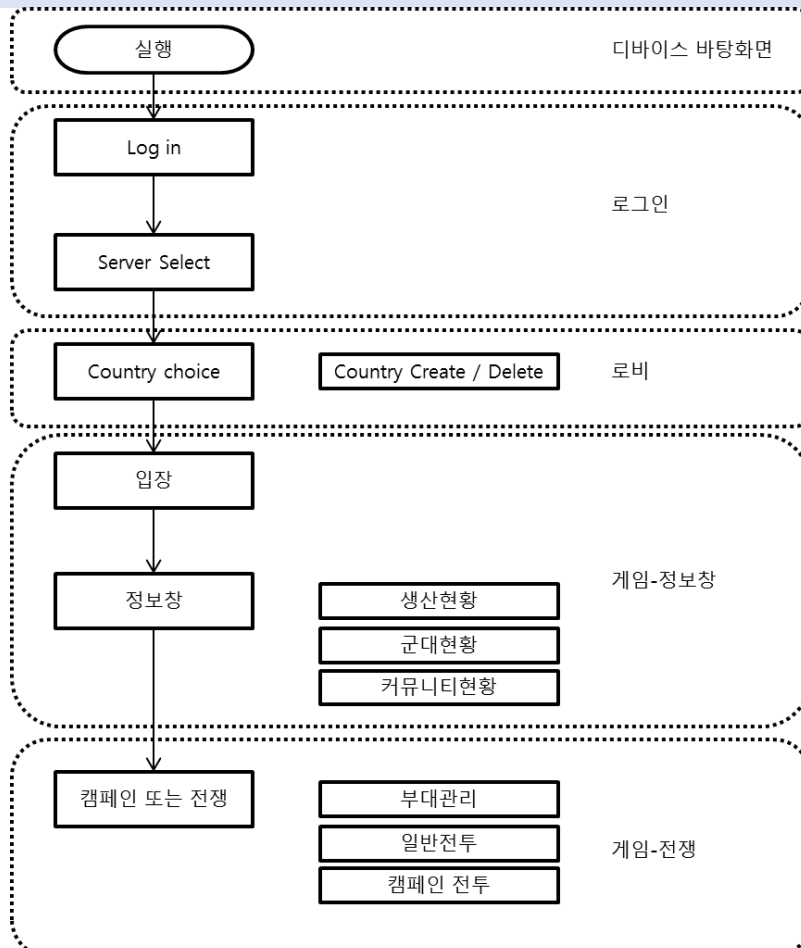 실행
디바이스 바탕화면
Log in
로그인
Server Select
Country choice
Country Create / Delete
로비
입장
게임-정보창
정보창
생산현황
군대현황
커뮤니티현황
캠페인 또는 전쟁
부대관리
일반전투
게임-전쟁
캠페인 전투